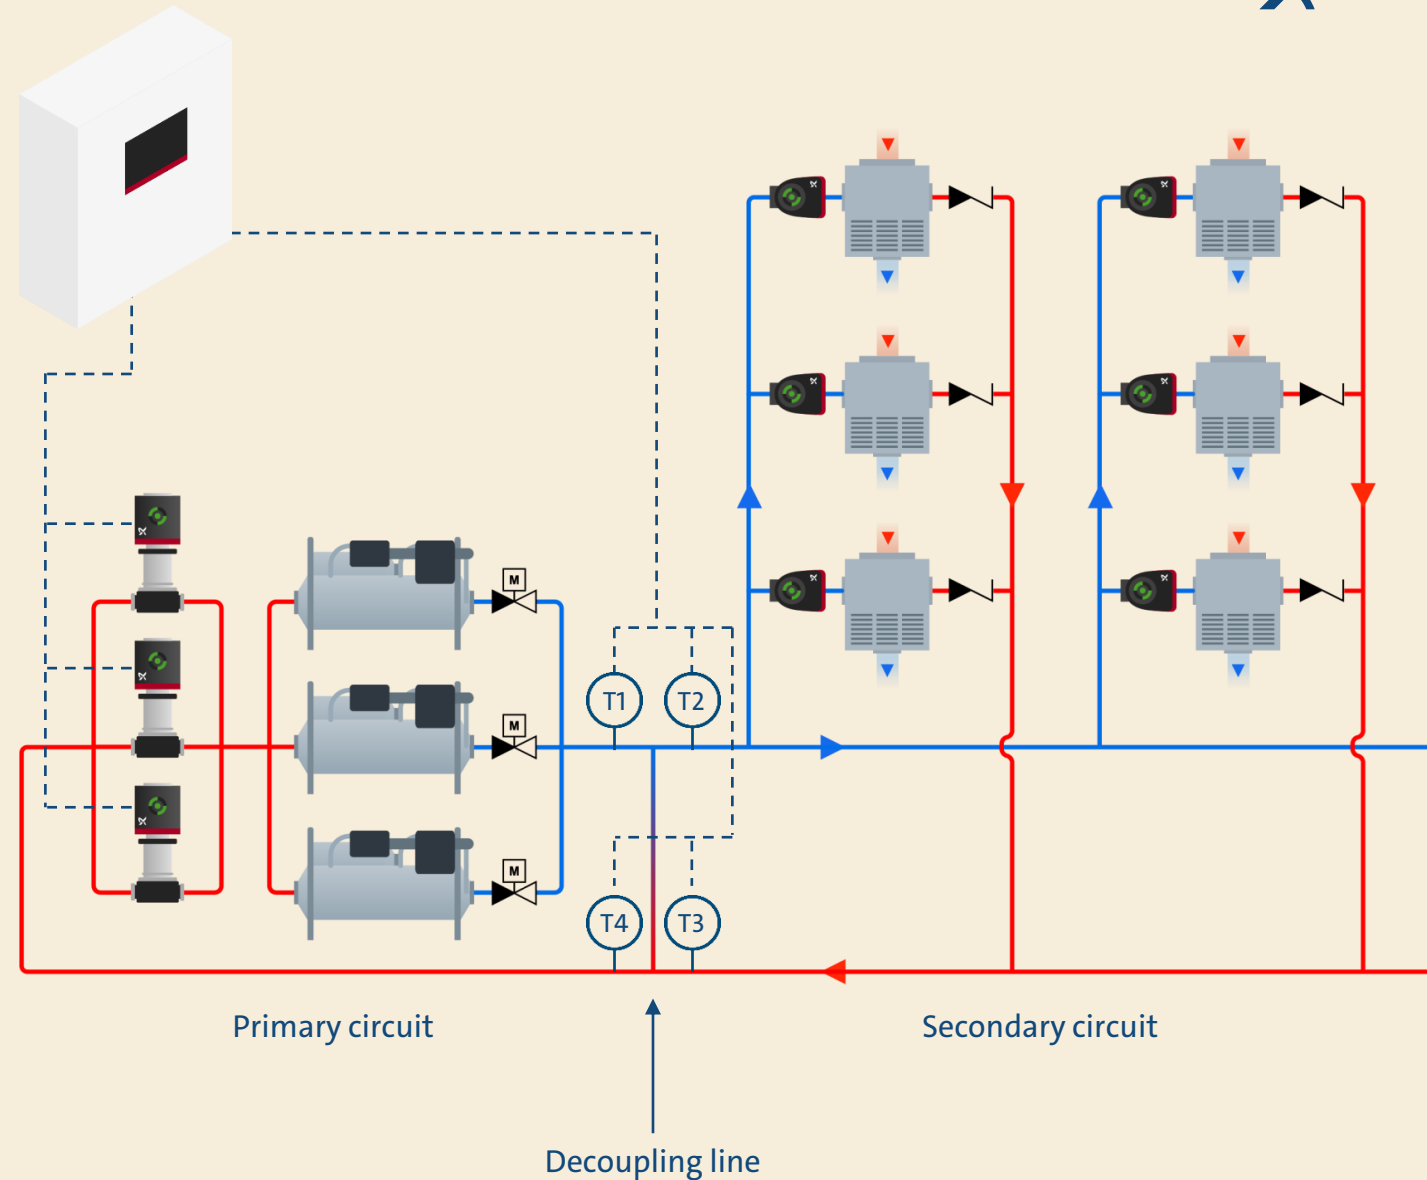 M
M
T1
T2
M
T4
T3
Primary circuit
Secondary circuit
Decoupling line